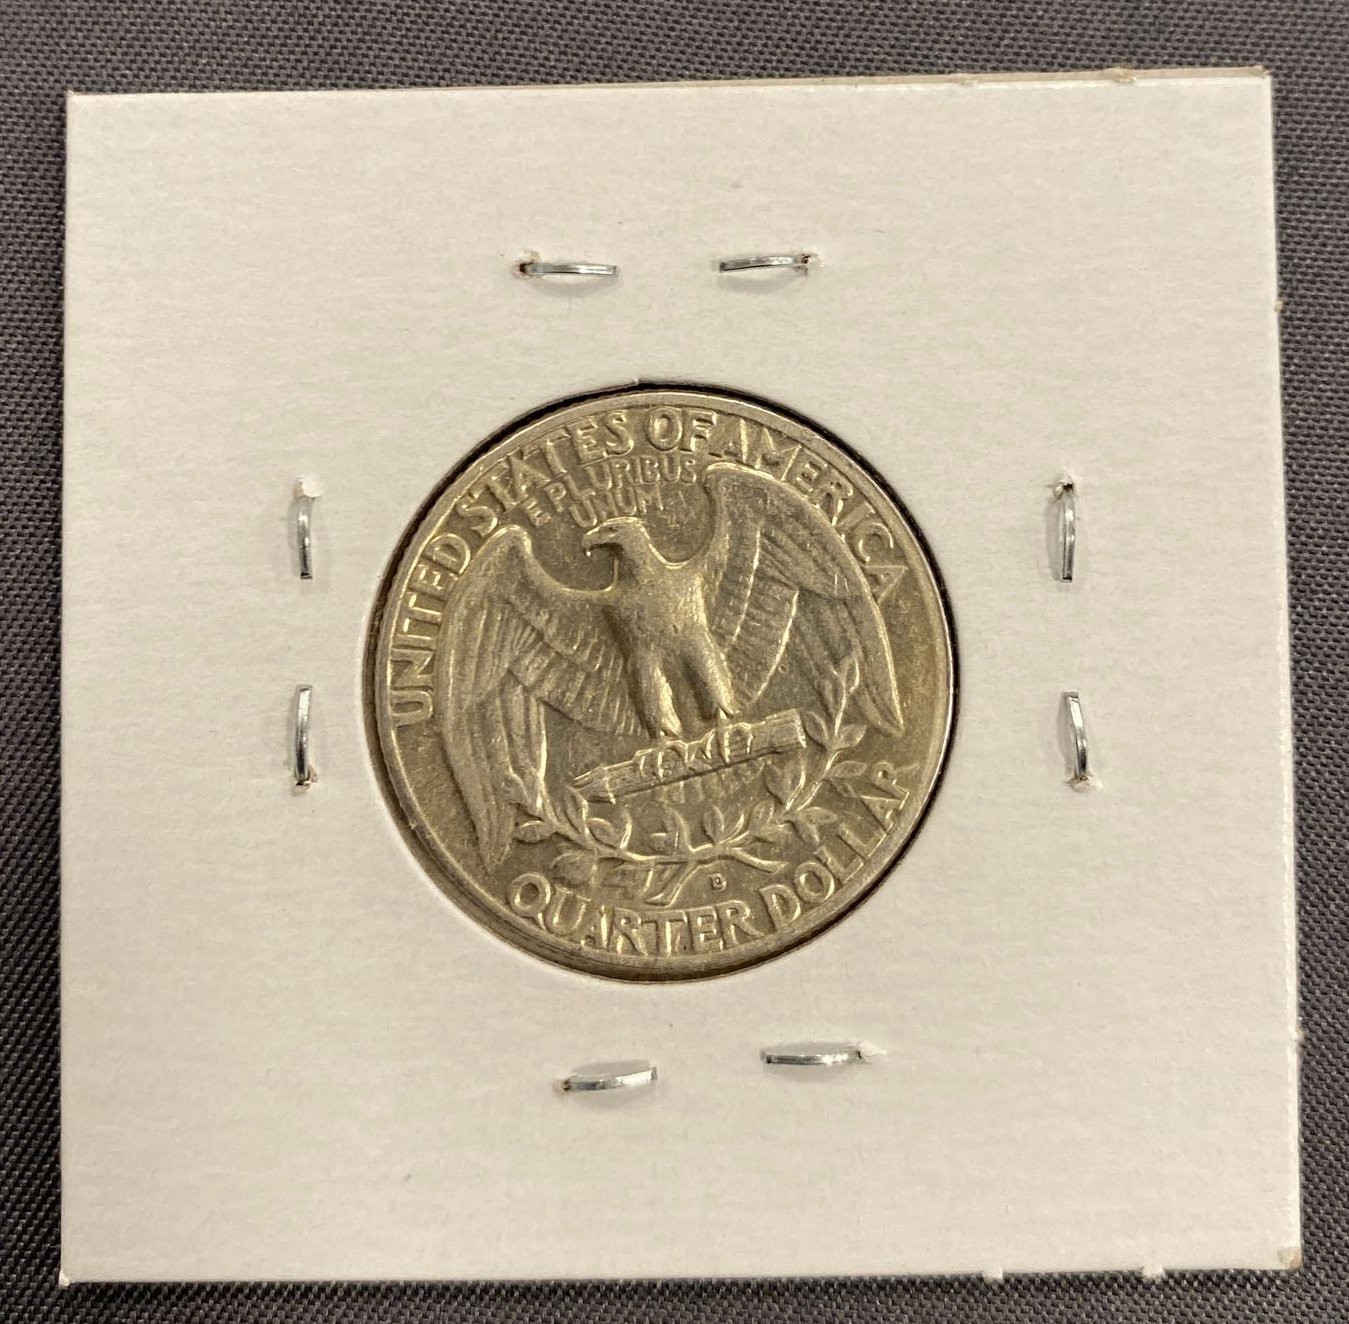 UNITED STATES OF AMERICA
E PLURIBUS
UNUM
D
QUARTER DOLLAR